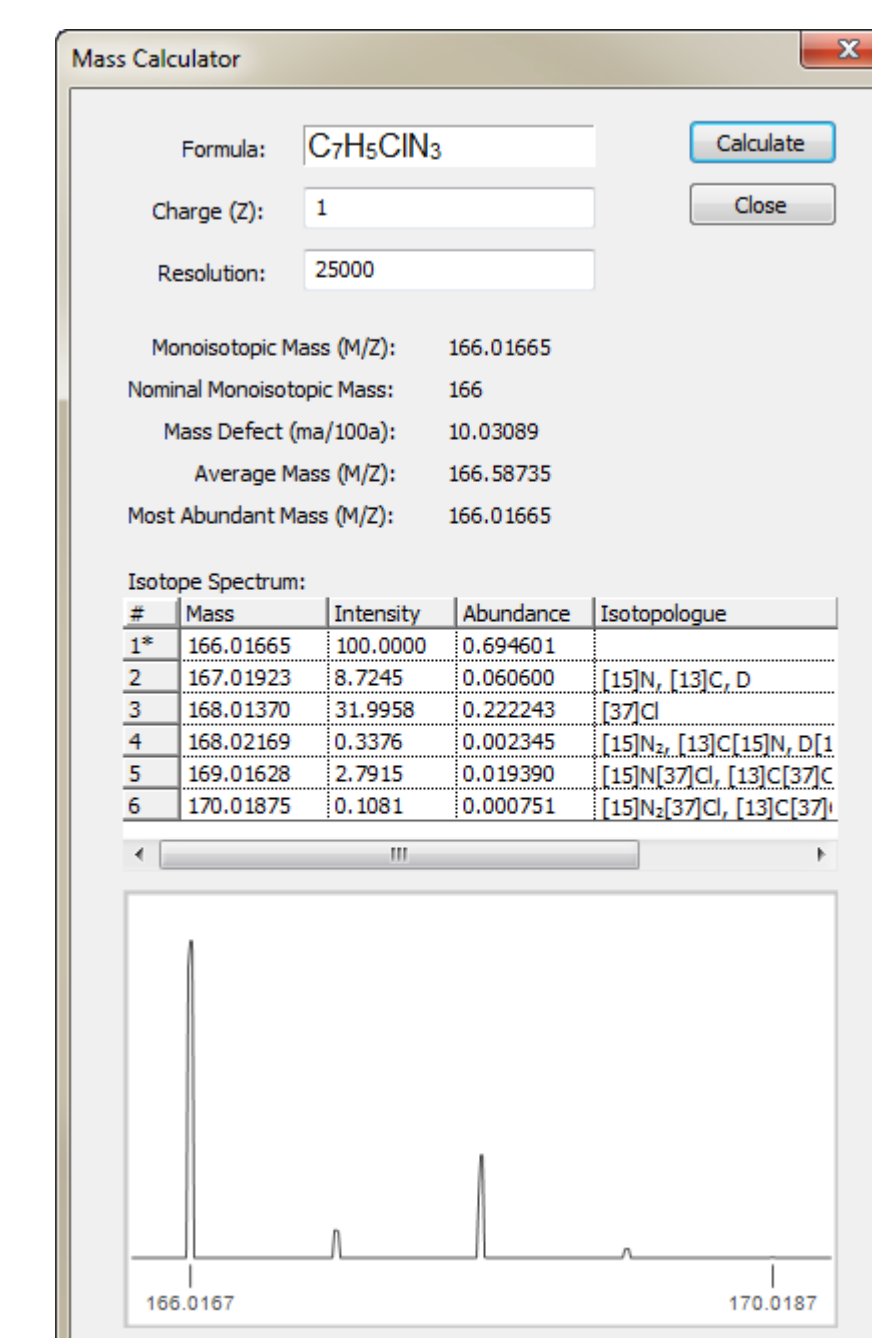 Mass Calculator
Formula: C₇H₅ClN₃ Calculate
Charge (Z): 1 Close
Resolution: 25000
Monoisotopic Mass (M/Z): 166.01665
Nominal Monoisotopic Mass: 166
Mass Defect (ma/100a): 10.03089
Average Mass (M/Z): 166.58735
Most Abundant Mass (M/Z): 166.01665
Isotope Spectrum:
# Mass Intensity Abundance Isotopologue
1* 166.01665 100.0000 0.694601
2 167.01923 8.7245 0.060600 [15]N, [13]C, D
3 168.01370 31.9958 0.222243 [37]Cl
4 168.02169 0.3376 0.002345 [15]N₂, [13]C[15]N, D[1
5 169.01628 2.7915 0.019390 [15]N[37]Cl, [13]C[37]C
6 170.01875 0.1081 0.000751 [15]N₂[37]Cl, [13]C[37]
166.0167 170.0187